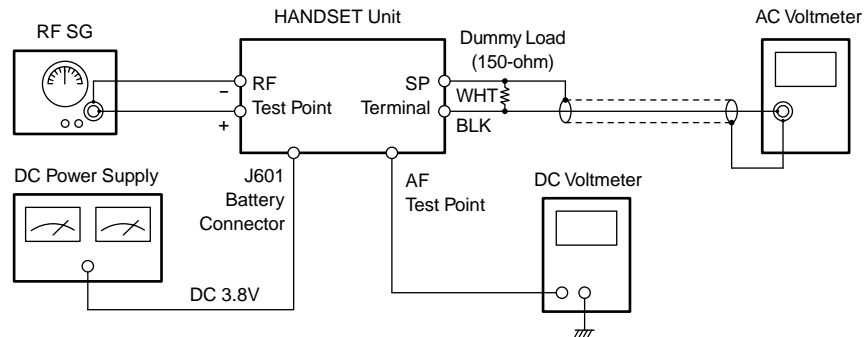 HANDSET Unit
AC Voltmeter
RF SG
Dummy Load
(150-ohm)
−
RF
SP
WHT
Test Point
Terminal
+
BLK
DC Power Supply
J601
Battery
Connector
AF
Test Point
DC Voltmeter
DC 3.8V